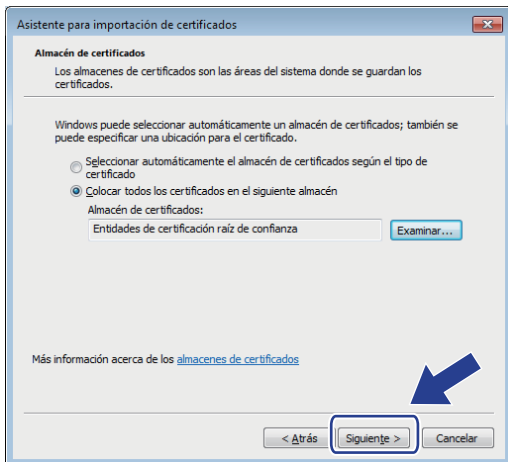 Asistente para importación de certificados
Almacén de certificados
Los almacenes de certificados son las áreas del sistema donde se guardan los
certificados.
Windows puede seleccionar automáticamente un almacén de certificados; también se
puede especificar una ubicación para el certificado.
Seleccionar automáticamente el almacén de certificados según el tipo de
certificado
Colocar todos los certificados en el siguiente almacén
Almacén de certificados:
Entidades de certificación raíz de confianza
Examinar...
Más información acerca de los almacenes de certificados
< Atrás
Siguiente >
Cancelar